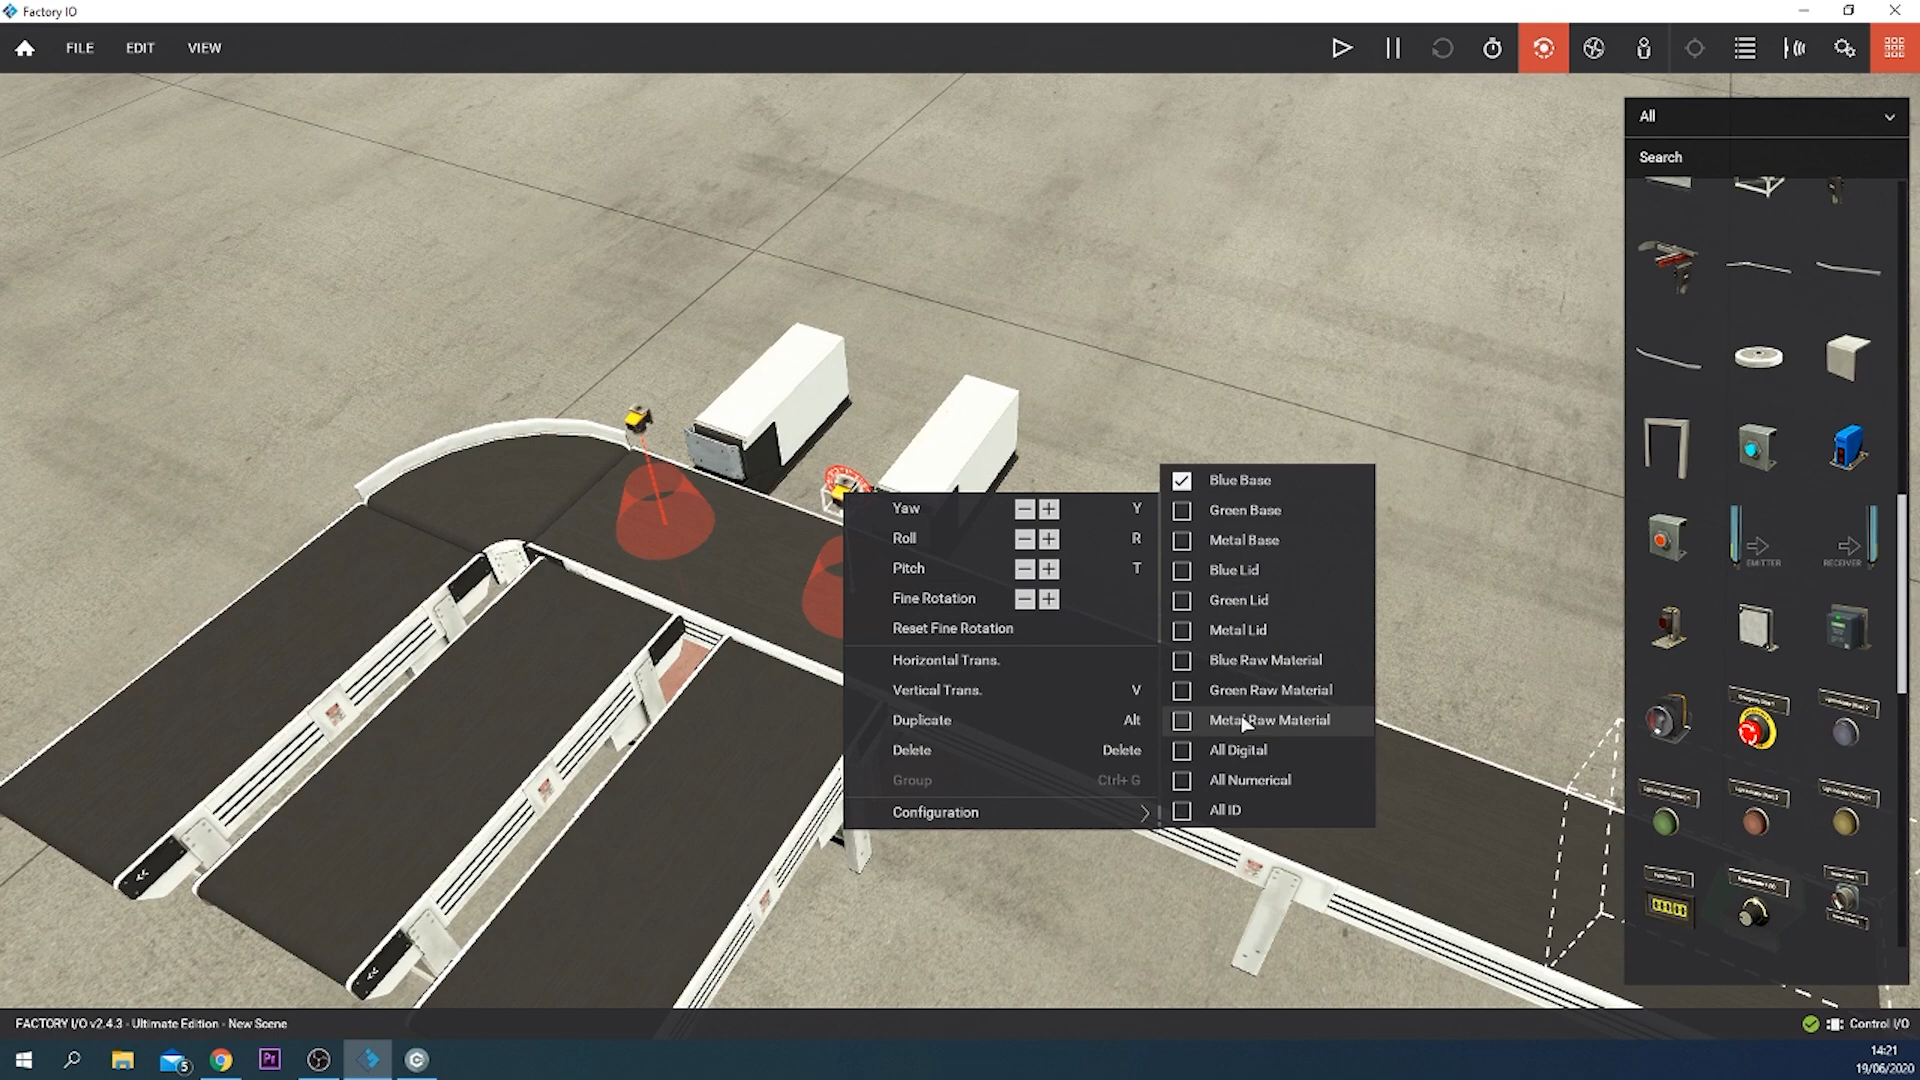 Factory IO
FILE EDIT VIEW
All
Search
EMITTER
RECEIVER
Yaw Y
Roll R
Pitch T
Fine Rotation
Reset Fine Rotation
Horizontal Trans.
Vertical Trans. V
Duplicate Alt
Delete Delete
Group Ctrl+ G
Configuration
Blue Base
Green Base
Metal Base
Blue Lid
Green Lid
Metal Lid
Blue Raw Material
Green Raw Material
Metal Raw Material
All Digital
All Numerical
All ID
FACTORY I/O v2.4.3 - Ultimate Edition - New Scene
Control I/O
Pr
5
14:21
19/06/2020